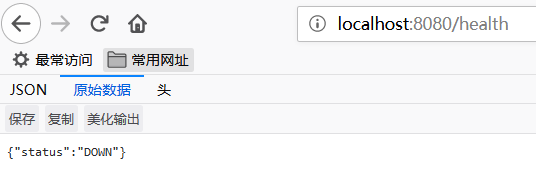 localhost:8080/health
最常访问 常用网址
JSON 原始数据 头
保存 复制 美化输出
{"status":"DOWN"}